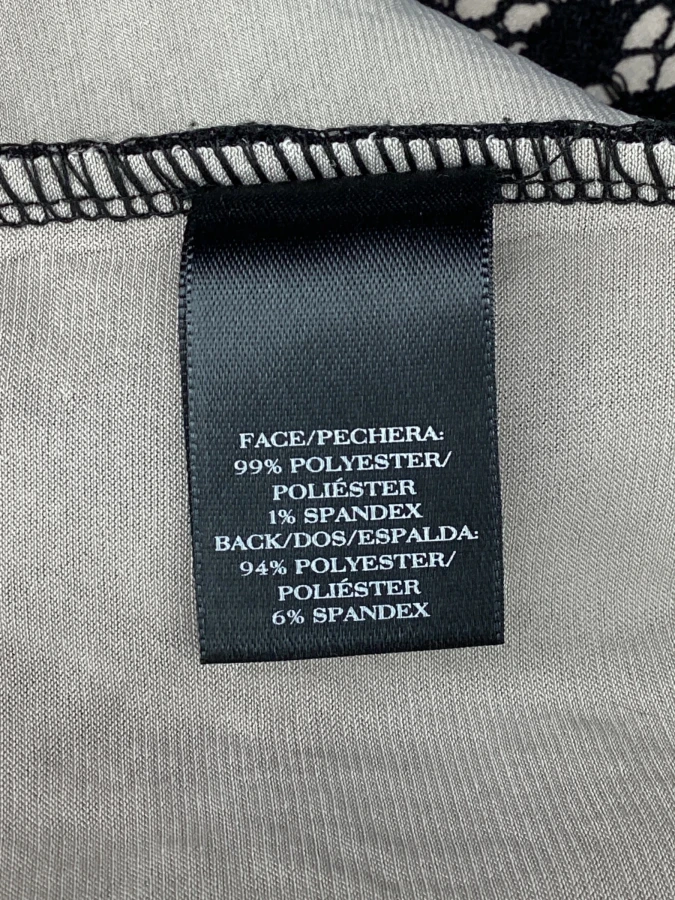 FACE/PECHERA:
99% POLYESTER/
POLIÉSTER
1% SPANDEX
BACK/DOS/ESPALDA:
94% POLYESTER/
POLIÉSTER
6% SPANDEX